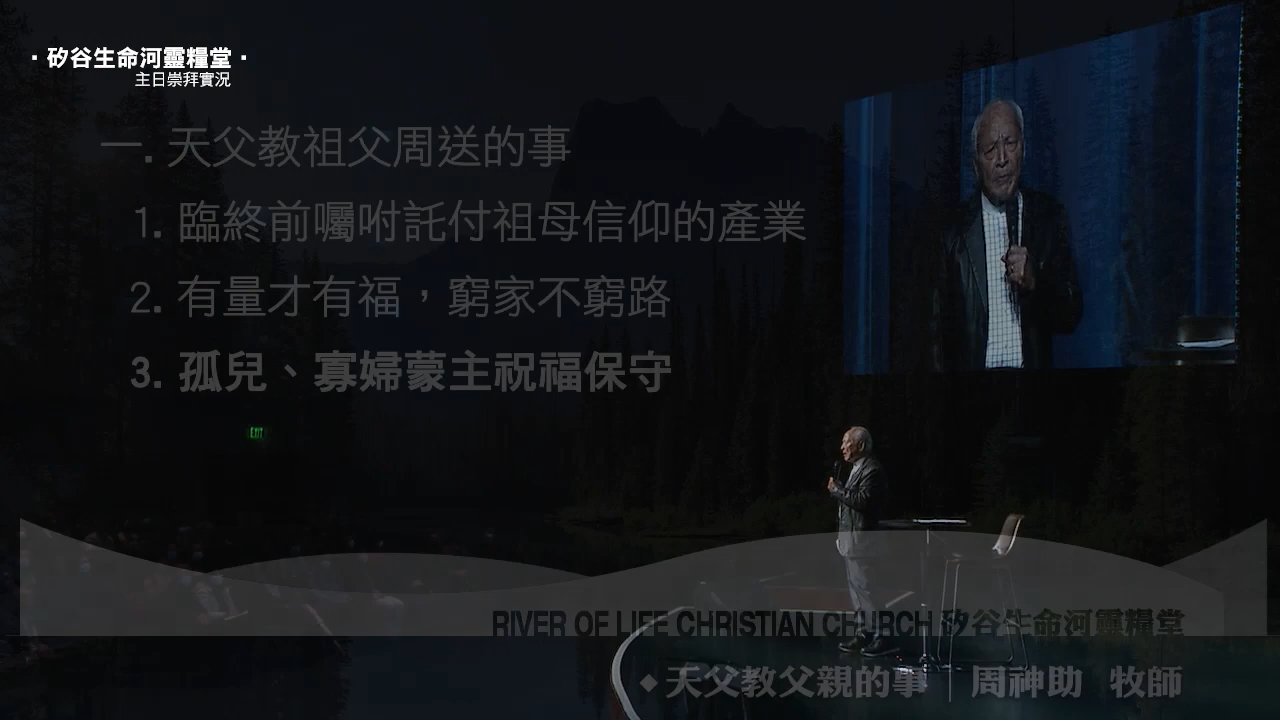 ·矽谷生命河靈糧堂·
主日崇拜實況
一. 天父教祖父周送的事
1. 臨終前囑咐託付祖母信仰的產業
2. 有量才有福，窮家不窮路
3. 孤兒、寡婦蒙主祝福保守
EXIT
RIVER OF LIFE CHRISTIAN CHURCH 矽谷生命河靈糧堂
◆天父教父親的事｜周神助 牧師